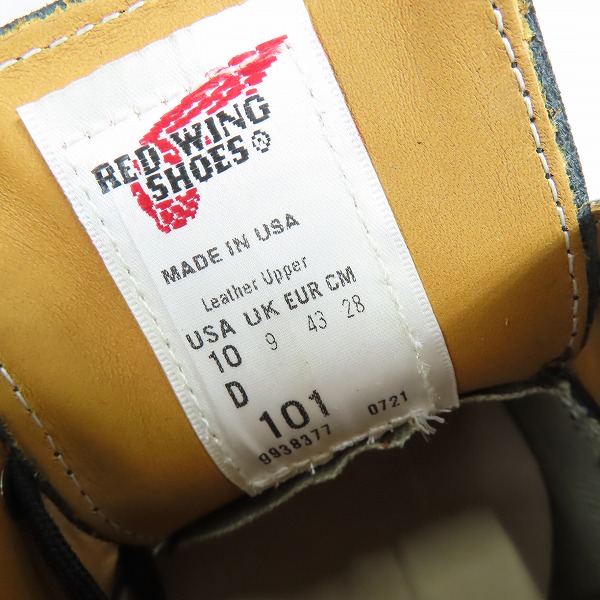 RED WING
SHOES®
MADE IN USA
Leather Upper
USA UK EUR CM
10 9 43 28
D
101
9938377 0721